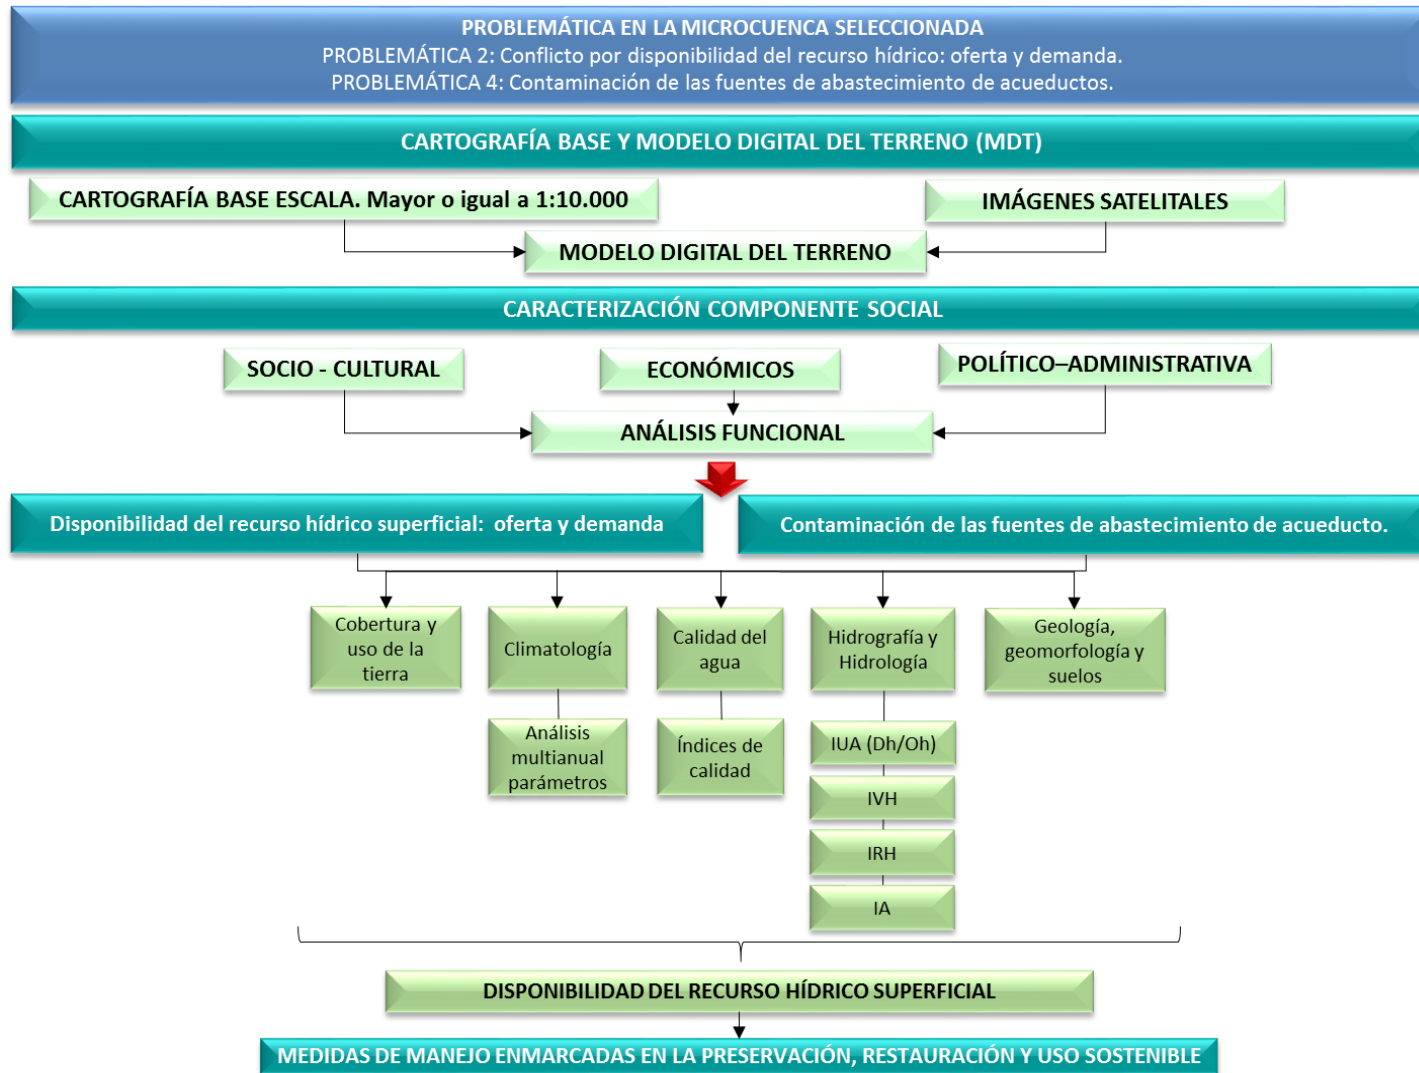 PROBLEMÁTICA EN LA MICROCUENCA SELECCIONADA
PROBLEMÁTICA 2: Conflicto por disponibilidad del recurso hídrico: oferta y demanda.
PROBLEMÁTICA 4: Contaminación de las fuentes de abastecimiento de acueductos.
CARTOGRAFÍA BASE Y MODELO DIGITAL DEL TERRENO (MDT)
CARTOGRAFÍA BASE ESCALA. Mayor o igual a 1:10.000
IMÁGENES SATELITALES
MODELO DIGITAL DEL TERRENO
CARACTERIZACIÓN COMPONENTE SOCIAL
SOCIO - CULTURAL
ECONÓMICOS
POLÍTICO–ADMINISTRATIVA
ANÁLISIS FUNCIONAL
Disponibilidad del recurso hídrico superficial: oferta y demanda
Contaminación de las fuentes de abastecimiento de acueducto.
Cobertura y
uso de la
tierra
Climatología
Calidad del
agua
Hidrografía y
Hidrología
Geología,
geomorfología y
suelos
Análisis
multianual
parámetros
Índices de
calidad
IUA (Dh/Oh)
IVH
IRH
IA
DISPONIBILIDAD DEL RECURSO HÍDRICO SUPERFICIAL
MEDIDAS DE MANEJO ENMARCADAS EN LA PRESERVACIÓN, RESTAURACIÓN Y USO SOSTENIBLE